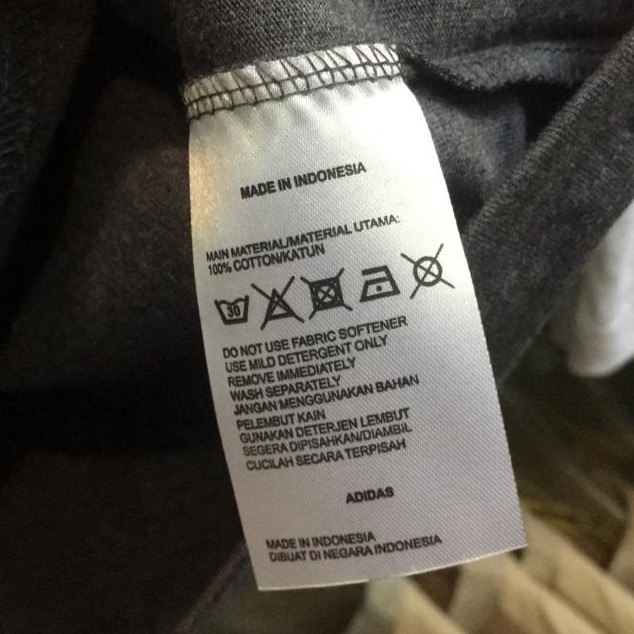 MADE IN INDONESIA
MAIN MATERIAL/MATERIAL UTAMA:
100% COTTON/KATUN
30
DO NOT USE FABRIC SOFTENER
USE MILD DETERGENT ONLY
REMOVE IMMEDIATELY
WASH SEPARATELY
JANGAN MENGGUNAKAN BAHAN
PELEMBUT KAIN
GUNAKAN DETERJEN LEMBUT
SEGERA DIPISAHKAN/DIAMBIL
CUCILAH SECARA TERPISAH
ADIDAS
MADE IN INDONESIA
DIBUAT DI NEGARA INDONESIA